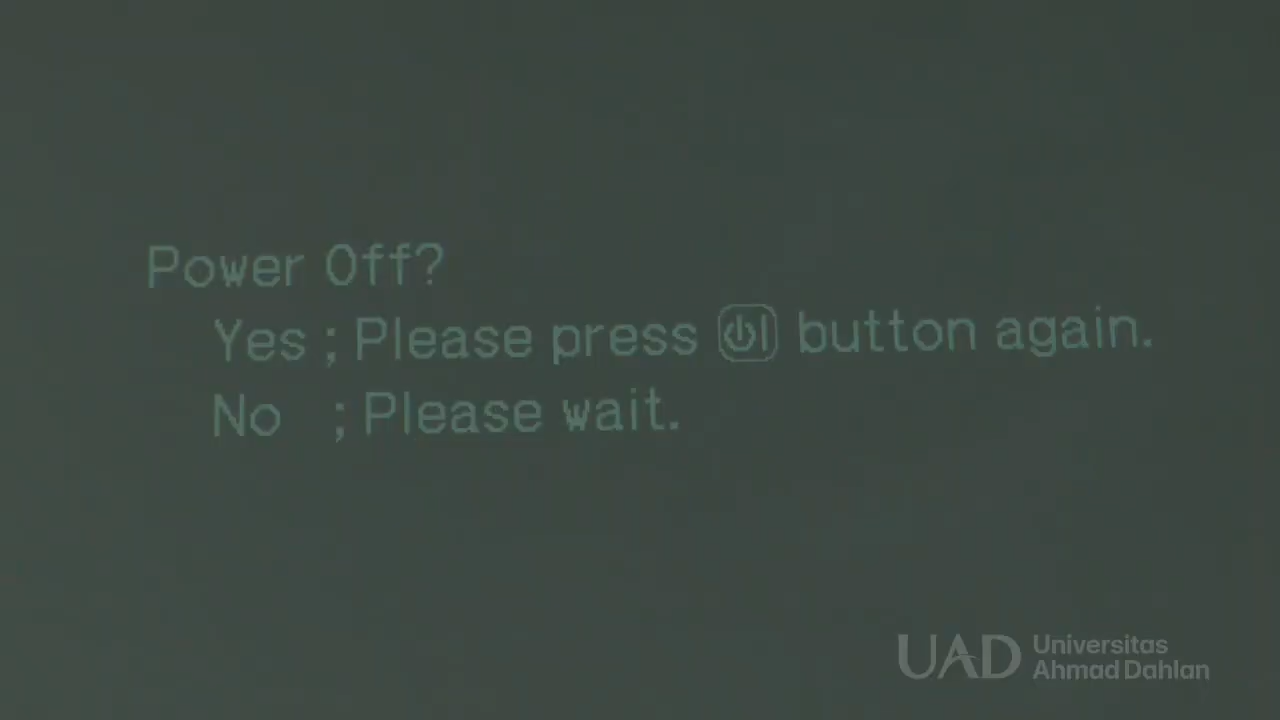 Power Off?
Yes ; Please press button again.
No ; Please wait.
UAD Universitas
Ahmad Dahlan